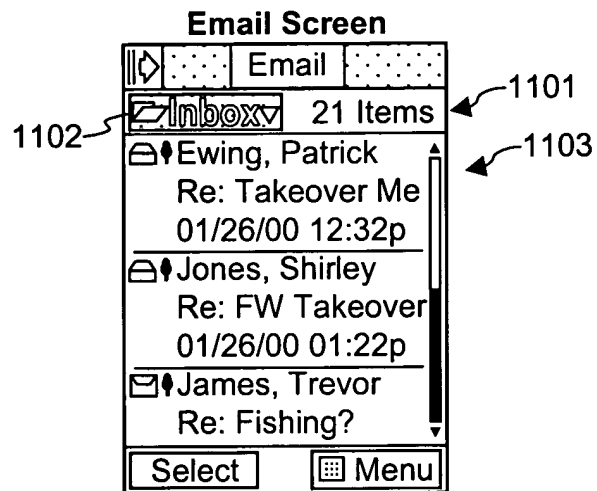 Email Screen
Email
Inbox 21 Items
1101
1102
1103
Ewing, Patrick
Re: Takeover Me
01/26/00 12:32p
Jones, Shirley
Re: FW Takeover
01/26/00 01:22p
James, Trevor
Re: Fishing?
Select Menu